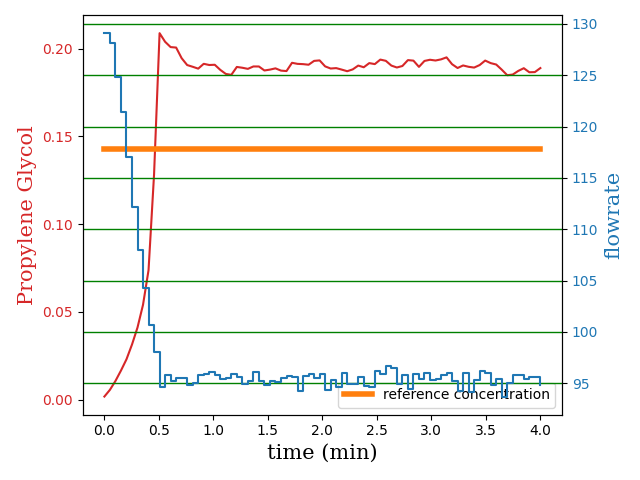 Propylene Glycol
0.20
0.15
0.10
0.05
0.00
130
125
120
115
110
105
100
95
flowrate
reference concentration
0.0 0.5 1.0 1.5 2.0 2.5 3.0 3.5 4.0
time (min)